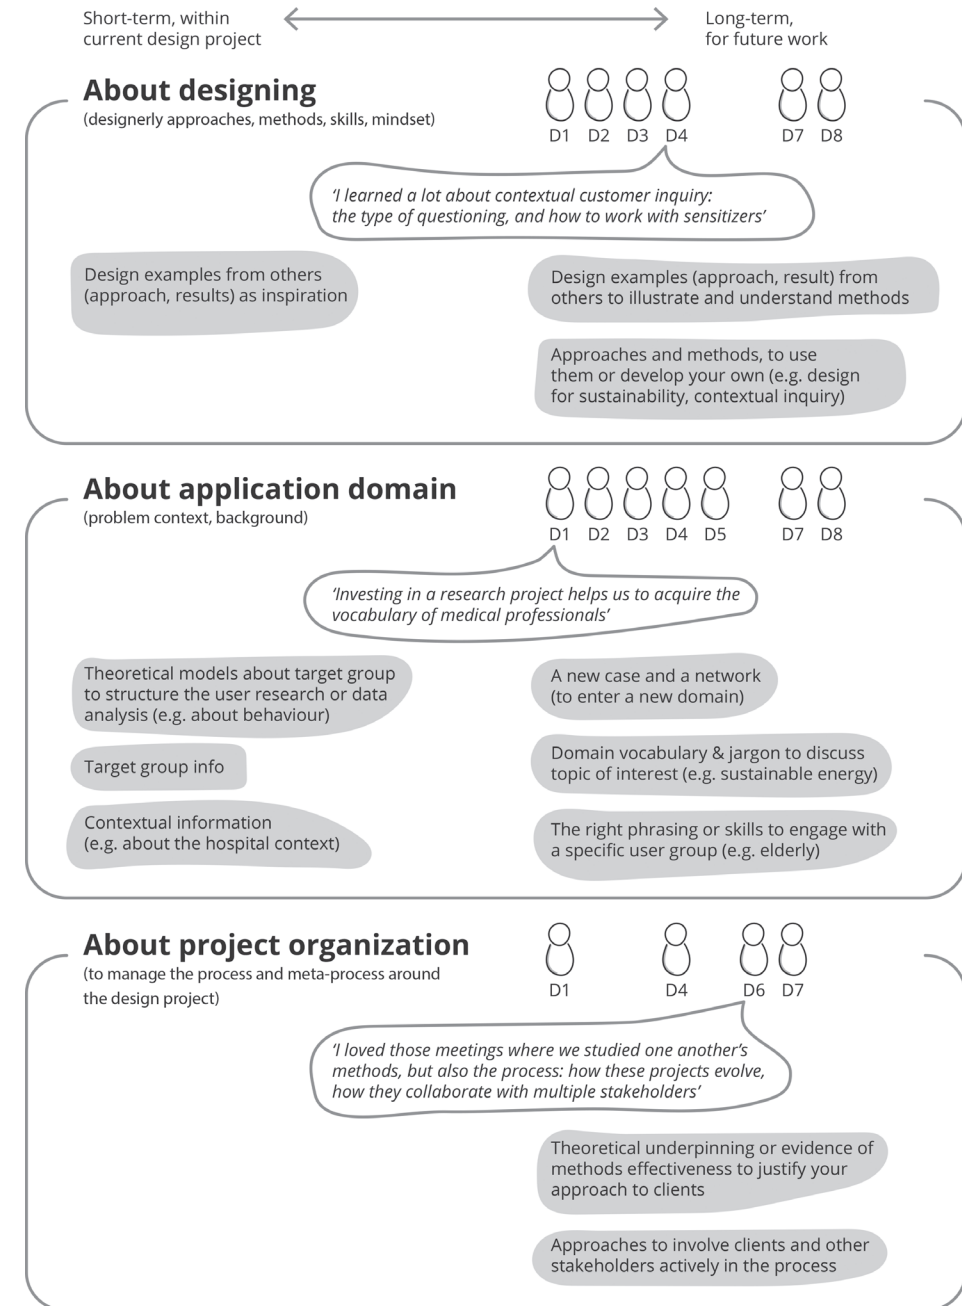 Short-term, within
current design project
Long-term,
for future work
About designing
(designerly approaches, methods, skills, mindset)
D1 D2 D3 D4 D7 D8
‘I learned a lot about contextual customer inquiry:
the type of questioning, and how to work with sensitizers’
Design examples from others
(approach, results) as inspiration
Design examples (approach, result) from
others to illustrate and understand methods
Approaches and methods, to use
them or develop your own (e.g. design
for sustainability, contextual inquiry)
About application domain
(problem context, background)
D1 D2 D3 D4 D5 D7 D8
‘Investing in a research project helps us to acquire the
vocabulary of medical professionals’
Theoretical models about target group
to structure the user research or data
analysis (e.g. about behaviour)
Target group info
Contextual information
(e.g. about the hospital context)
A new case and a network
(to enter a new domain)
Domain vocabulary & jargon to discuss
topic of interest (e.g. sustainable energy)
The right phrasing or skills to engage with
a specific user group (e.g. elderly)
About project organization
(to manage the process and meta-process around
the design project)
D1 D4 D6 D7
‘I loved those meetings where we studied one another’s
methods, but also the process: how these projects evolve,
how they collaborate with multiple stakeholders’
Theoretical underpinning or evidence of
methods effectiveness to justify your
approach to clients
Approaches to involve clients and other
stakeholders actively in the process